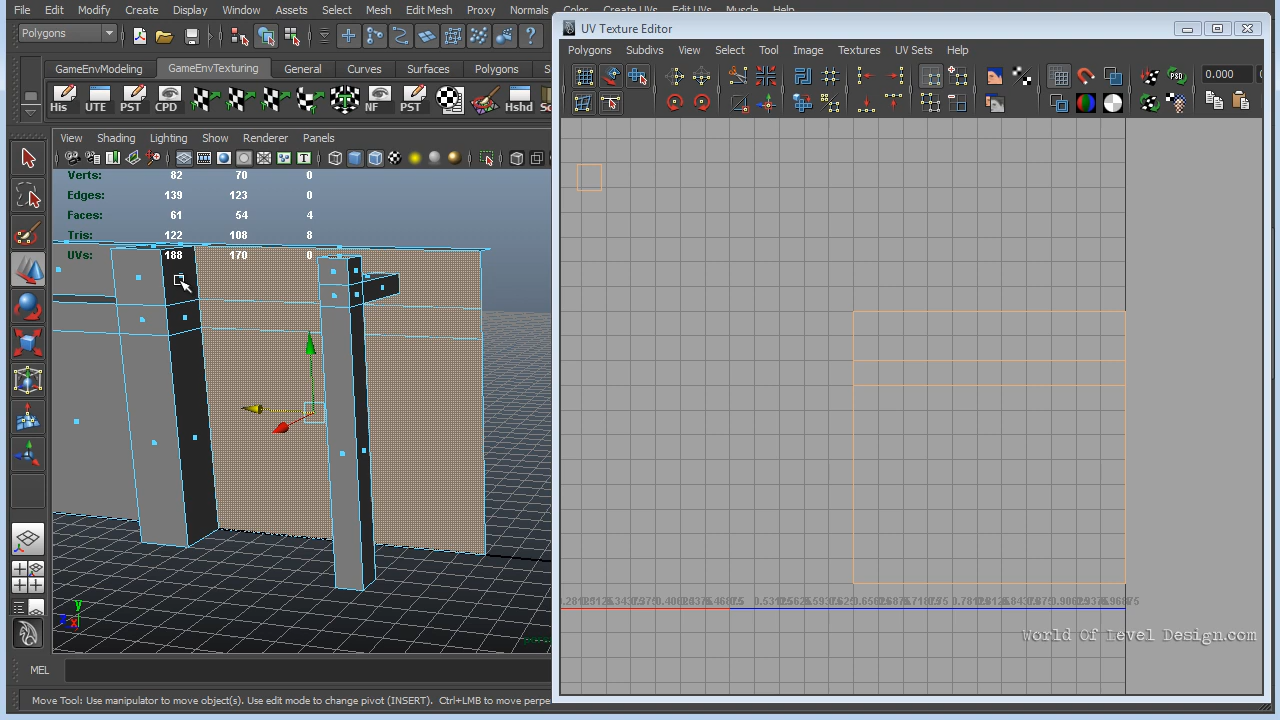 File Edit Modify Create Display Window Assets Select Mesh Edit Mesh Proxy Normals Color Create UVs Edit UVs Muscle Help
UV Texture Editor
Polygons
Polygons Subdivs View Select Tool Image Textures UV Sets Help
GameEnvModeling GameEnvTexturing General Curves Surfaces Polygons
0.000
His UTE PST CPD NF PST Hshd
View Shading Lighting Show Renderer Panels
Verts: 82 70 0
Edges: 139 123 0
Faces: 61 54 4
Tris: 122 108 8
UVs: 188 170 0
World Of Level Design.com
y
x
MEL
Move Tool: Use manipulator to move object(s). Use edit mode to change pivot (INSERT). Ctrl+LMB to move perpe